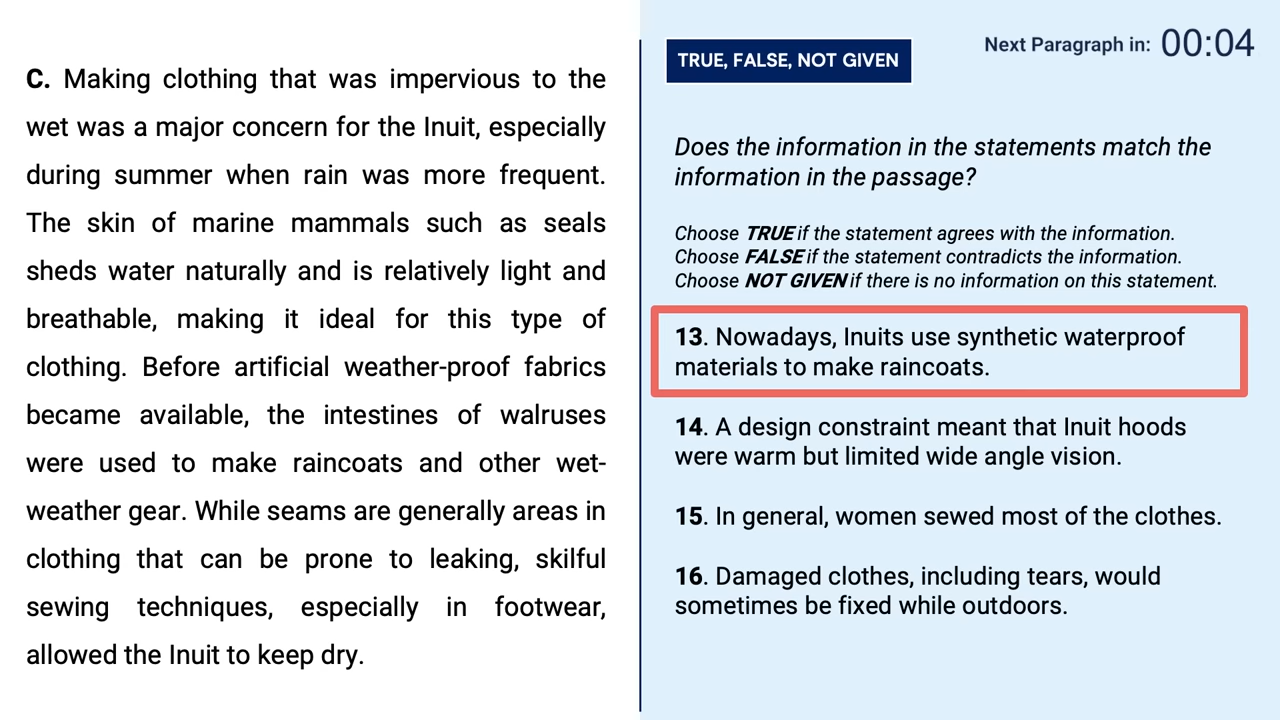 C. Making clothing that was impervious to the
wet was a major concern for the Inuit, especially
during summer when rain was more frequent.
The skin of marine mammals such as seals
sheds water naturally and is relatively light and
breathable, making it ideal for this type of
clothing. Before artificial weather-proof fabrics
became available, the intestines of walruses
were used to make raincoats and other wet-
weather gear. While seams are generally areas in
clothing that can be prone to leaking, skilful
sewing techniques, especially in footwear,
allowed the Inuit to keep dry.
TRUE, FALSE, NOT GIVEN
Next Paragraph in: 00:04
Does the information in the statements match the
information in the passage?
Choose TRUE if the statement agrees with the information.
Choose FALSE if the statement contradicts the information.
Choose NOT GIVEN if there is no information on this statement.
13. Nowadays, Inuits use synthetic waterproof
materials to make raincoats.
14. A design constraint meant that Inuit hoods
were warm but limited wide angle vision.
15. In general, women sewed most of the clothes.
16. Damaged clothes, including tears, would
sometimes be fixed while outdoors.